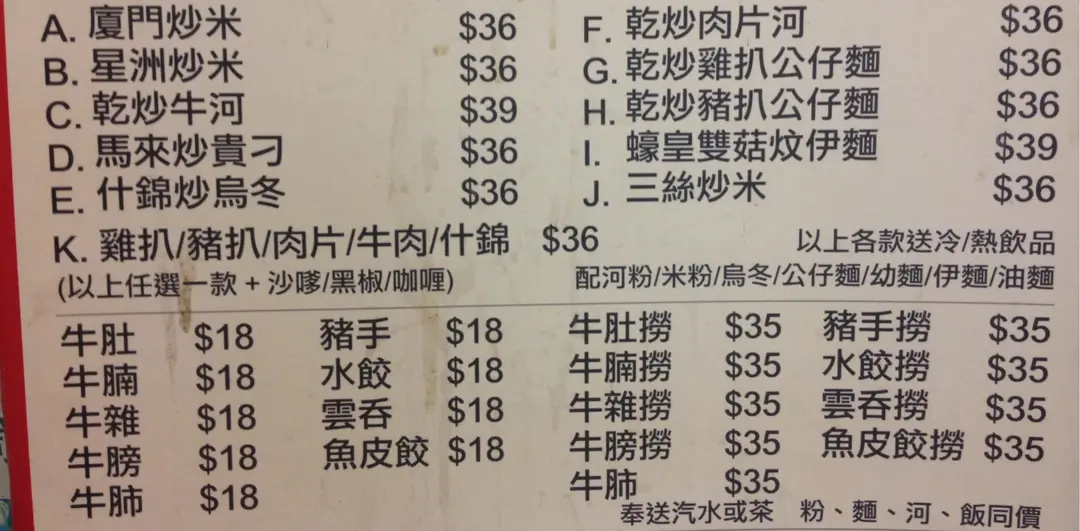 A. 廈門炒米 $36 F. 乾炒肉片河 $36
B. 星洲炒米 $36 G. 乾炒雞扒公仔麵 $36
C. 乾炒牛河 $39 H. 乾炒豬扒公仔麵 $36
D. 馬來炒貴刁 $36 I. 蠔皇雙菇炆伊麵 $39
E. 什錦炒烏冬 $36 J. 三絲炒米 $36
K. 雞扒/豬扒/肉片/牛肉/什錦 $36 以上各款送冷/熱飲品
(以上任選一款 + 沙嗲/黑椒/咖喱) 配河粉/米粉/烏冬/公仔麵/幼麵/伊麵/油麵
牛肚 $18 豬手 $18 牛肚撈 $35 豬手撈 $35
牛腩 $18 水餃 $18 牛腩撈 $35 水餃撈 $35
牛雜 $18 雲吞 $18 牛雜撈 $35 雲吞撈 $35
牛膀 $18 魚皮餃 $18 牛膀撈 $35 魚皮餃撈 $35
牛肺 $18 牛肺 $35
奉送汽水或茶 粉、麵、河、飯同價